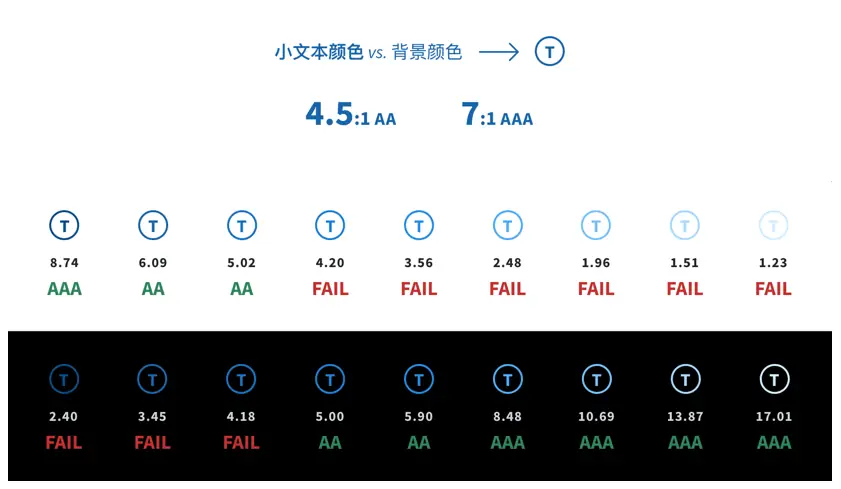 小文本颜色 vs. 背景颜色 → T
4.5:1 AA 7:1 AAA
T T T T T T T T T
8.74 6.09 5.02 4.20 3.56 2.48 1.96 1.51 1.23
AAA AA AA FAIL FAIL FAIL FAIL FAIL FAIL
T T T T T T T T T
2.40 3.45 4.18 5.00 5.90 8.48 10.69 13.87 17.01
FAIL FAIL FAIL AA AA AAA AAA AAA AAA